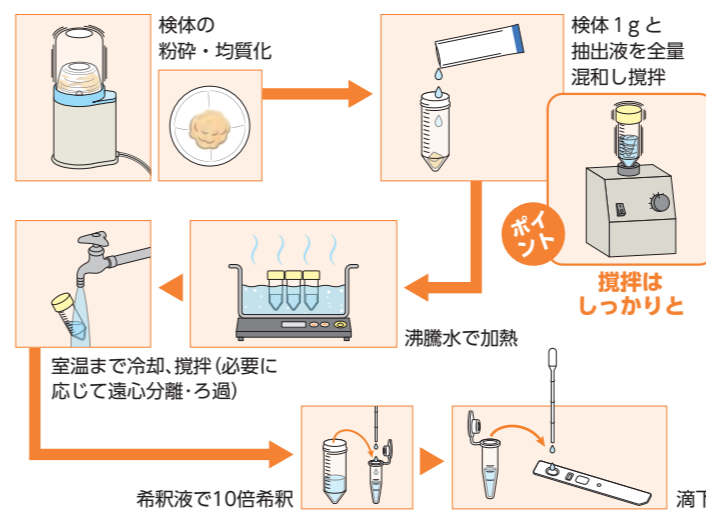 検体の
粉砕・均質化
検体1gと
抽出液を全量
混和し撹拌
ポイ
ント
撹拌は
しっかりと
沸騰水で加熱
室温まで冷却、撹拌(必要に
応じて遠心分離・ろ過)
希釈液で10倍希釈
滴下